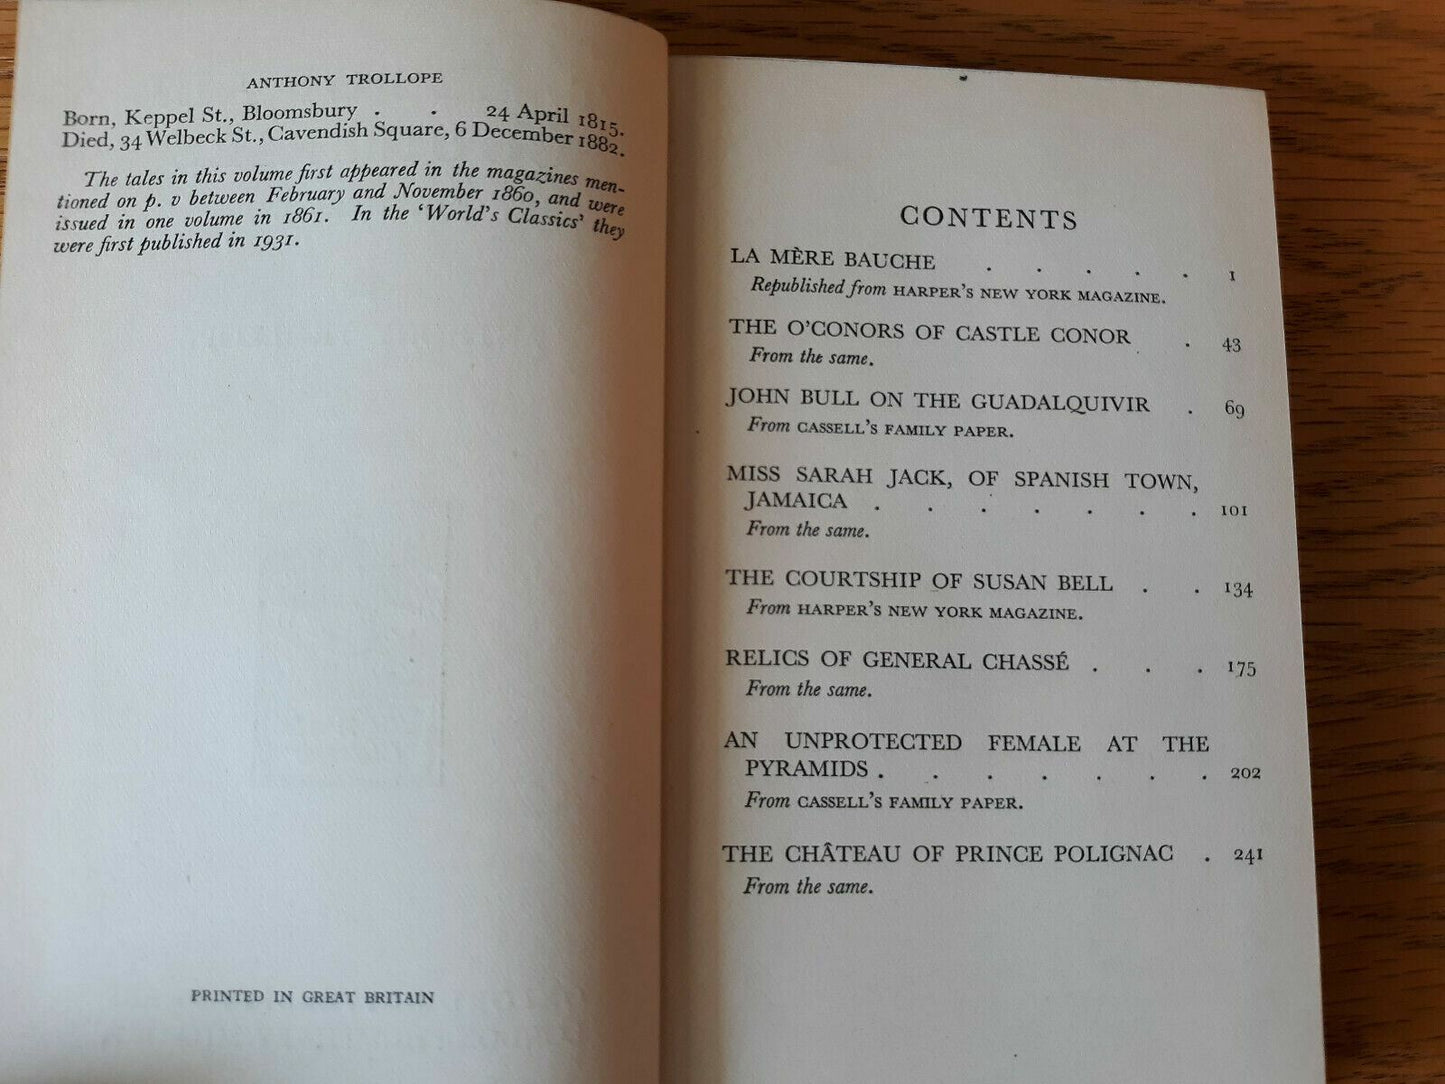 ANTHONY TROLLOPE
Born, Keppel St., Bloomsbury . . 24 April 1815.
Died, 34 Welbeck St., Cavendish Square, 6 December 1882.
The tales in this volume first appeared in the magazines men-
tioned on p. v between February and November 1860, and were
issued in one volume in 1861. In the 'World's Classics' they
were first published in 1931.
PRINTED IN GREAT BRITAIN
CONTENTS
LA MÈRE BAUCHE . . . . . 1
Republished from HARPER'S NEW YORK MAGAZINE.
THE O'CONORS OF CASTLE CONOR . 43
From the same.
JOHN BULL ON THE GUADALQUIVIR . 69
From CASSELL'S FAMILY PAPER.
MISS SARAH JACK, OF SPANISH TOWN,
JAMAICA . . . . . . . 101
From the same.
THE COURTSHIP OF SUSAN BELL . . 134
From HARPER'S NEW YORK MAGAZINE.
RELICS OF GENERAL CHASSÉ . . . 175
From the same.
AN UNPROTECTED FEMALE AT THE
PYRAMIDS . . . . . . . 202
From CASSELL'S FAMILY PAPER.
THE CHÂTEAU OF PRINCE POLIGNAC . 241
From the same.